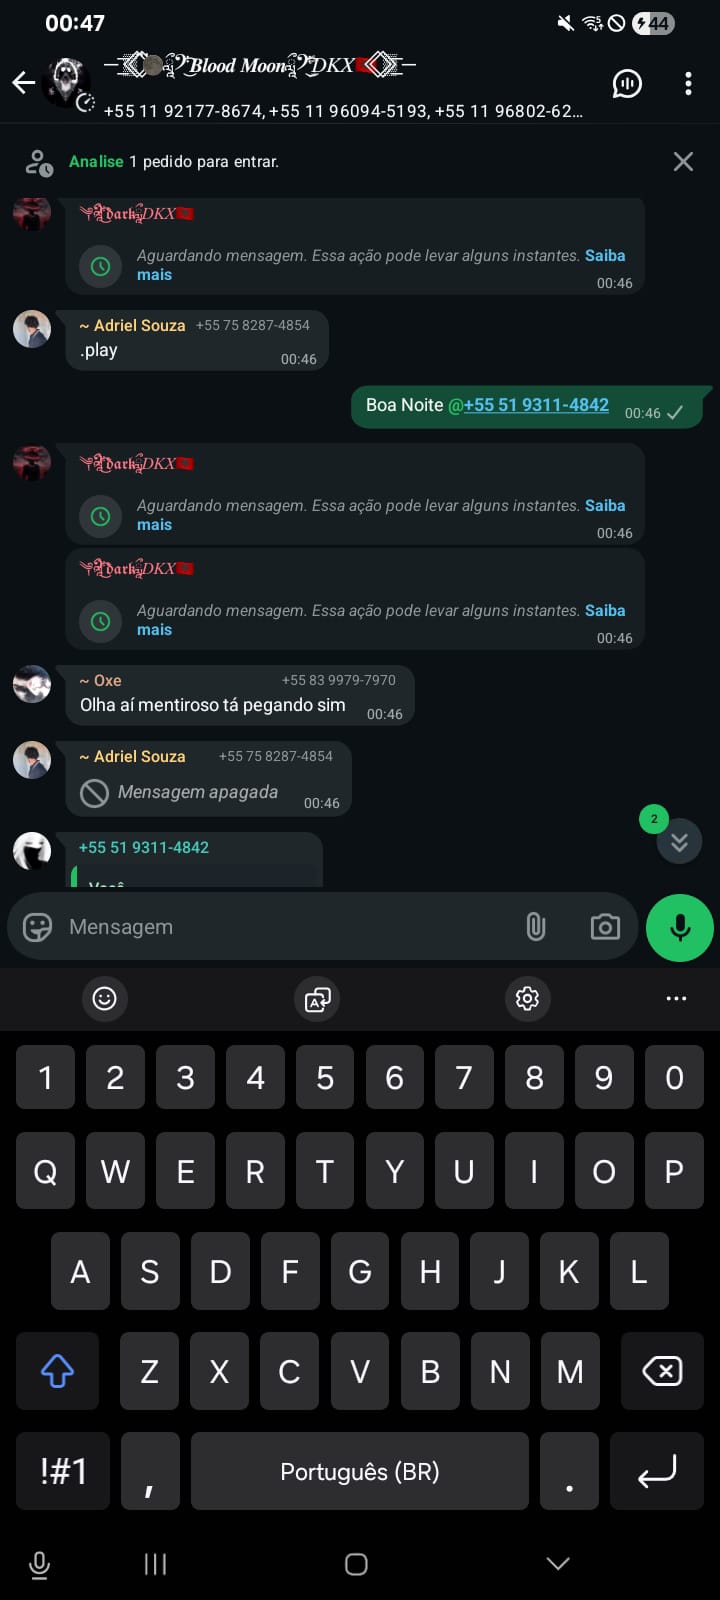 00:47
44
Blood Moon DKX
+55 11 92177-8674, +55 11 96094-5193, +55 11 96802-62...
Analise 1 pedido para entrar.
dark DKX
Aguardando mensagem. Essa ação pode levar alguns instantes. Saiba
mais
00:46
~ Adriel Souza +55 75 8287-4854
.play
00:46
Boa Noite @+55 51 9311-4842
00:46
dark DKX
Aguardando mensagem. Essa ação pode levar alguns instantes. Saiba
mais
00:46
dark DKX
Aguardando mensagem. Essa ação pode levar alguns instantes. Saiba
mais
00:46
~ Oxe +55 83 9979-7970
Olha aí mentiroso tá pegando sim
00:46
~ Adriel Souza +55 75 8287-4854
Mensagem apagada
00:46
2
+55 51 9311-4842
Você
Mensagem
1 2 3 4 5 6 7 8 9 0
Q W E R T Y U I O P
A S D F G H J K L
Z X C V B N M
!#1 , Português (BR) .